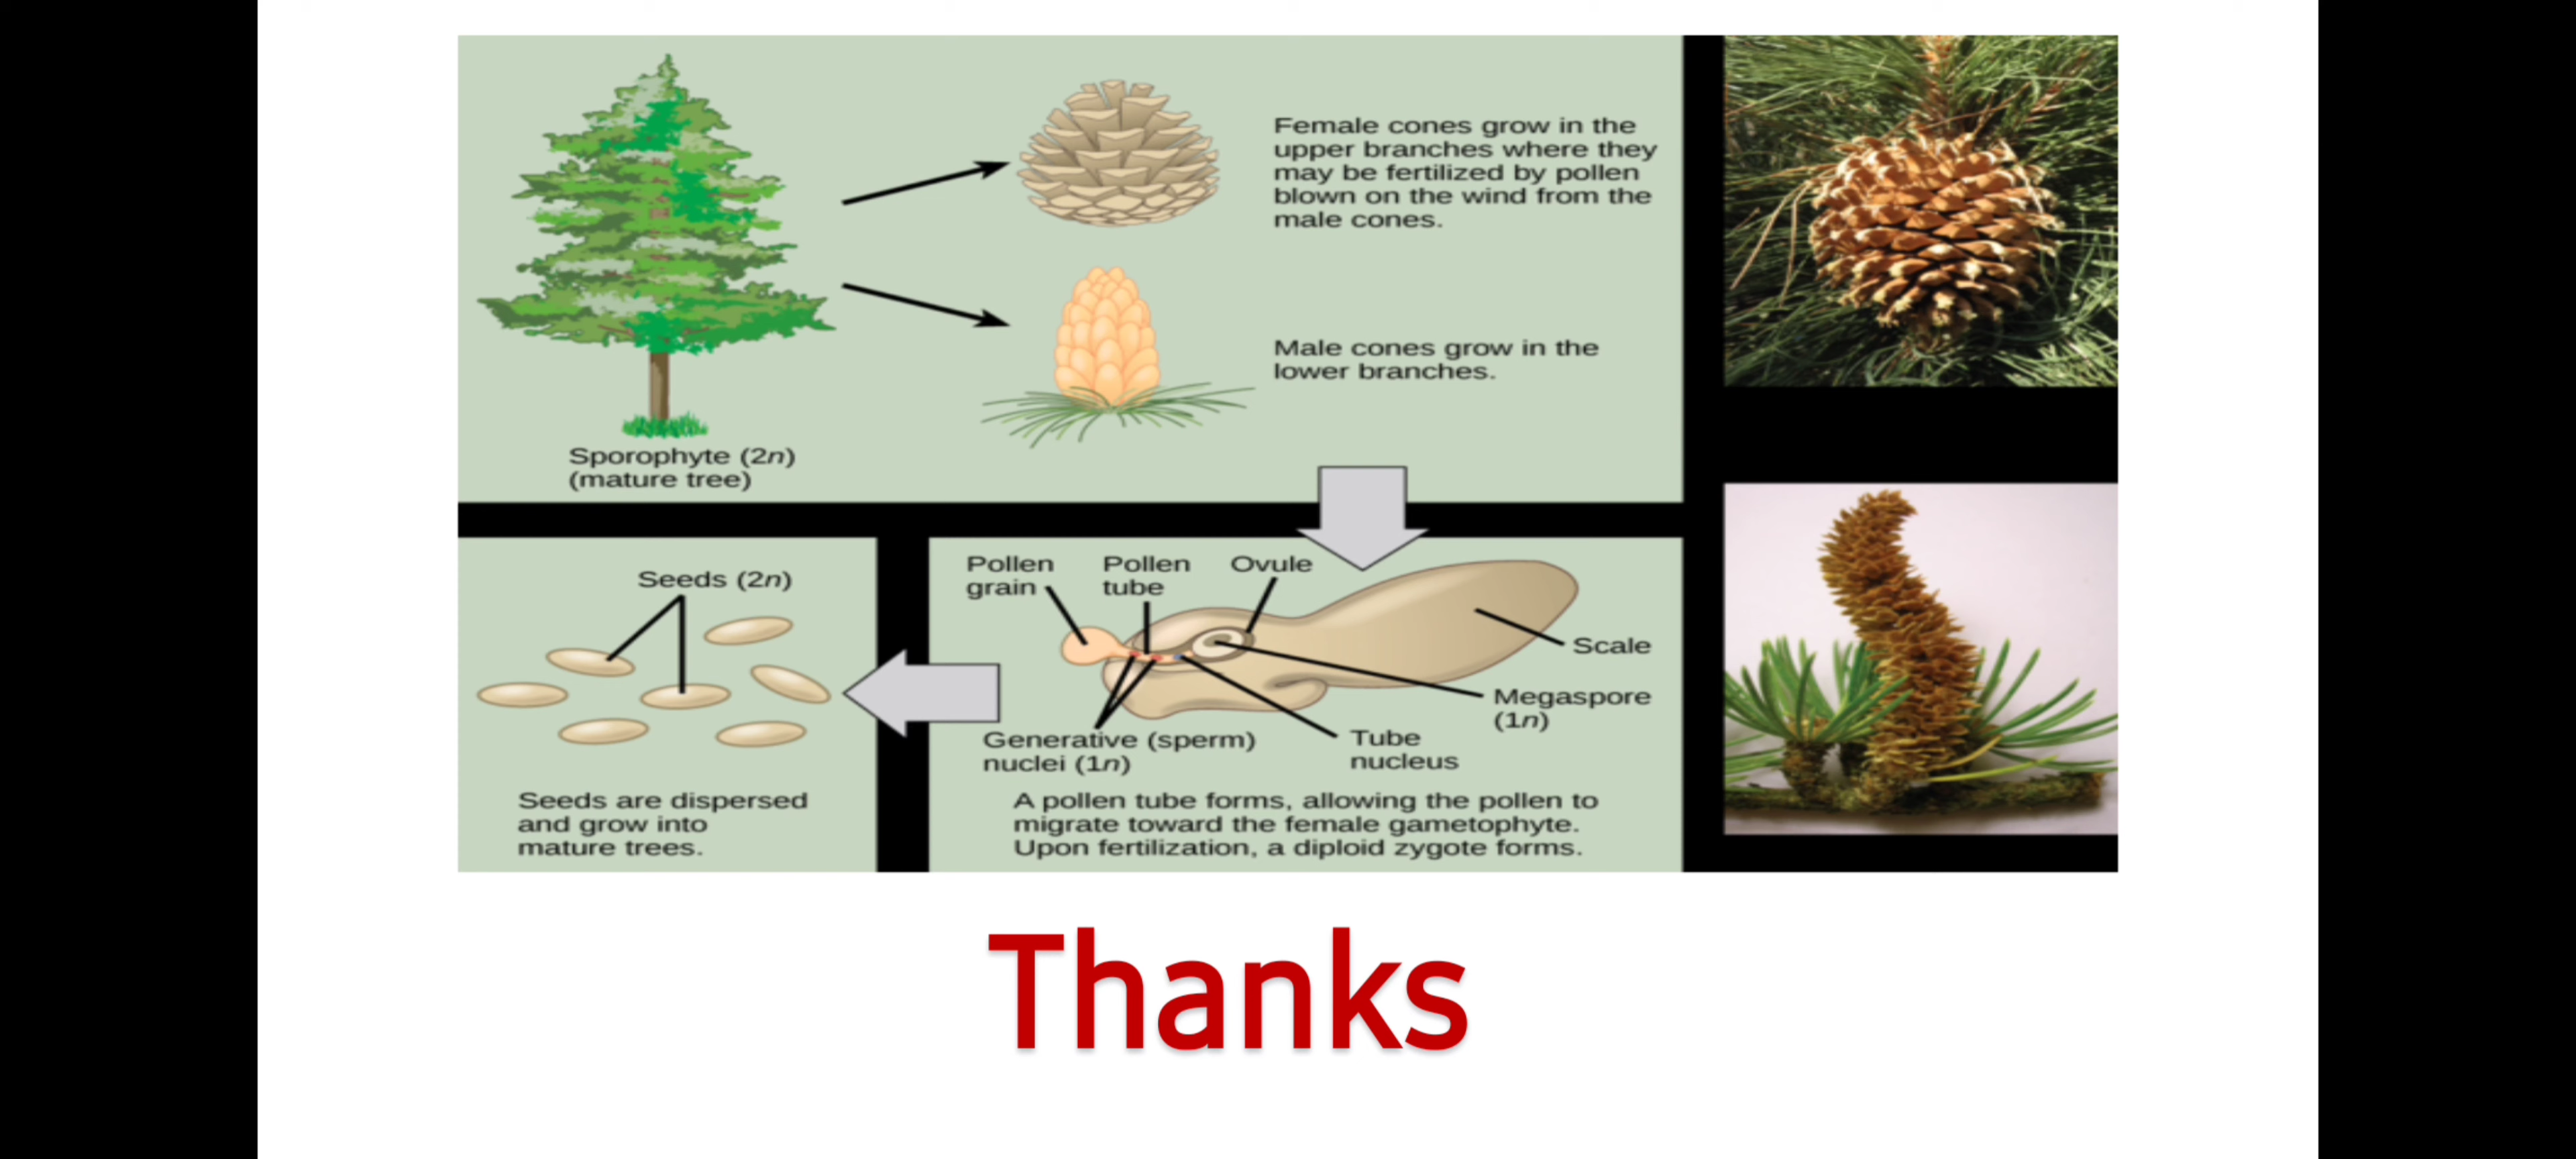 Female cones grow in the
upper branches where they
may be fertilized by pollen
blown on the wind from the
male cones.
Male cones grow in the
lower branches.
Sporophyte (2n)
(mature tree)
Seeds (2n)
Seeds are dispersed
and grow into
mature trees.
Pollen
grain
Pollen
tube
Ovule
Scale
Megaspore
(1n)
Generative (sperm)
nuclei (1n)
Tube
nucleus
A pollen tube forms, allowing the pollen to
migrate toward the female gametophyte.
Upon fertilization, a diploid zygote forms.
Thanks